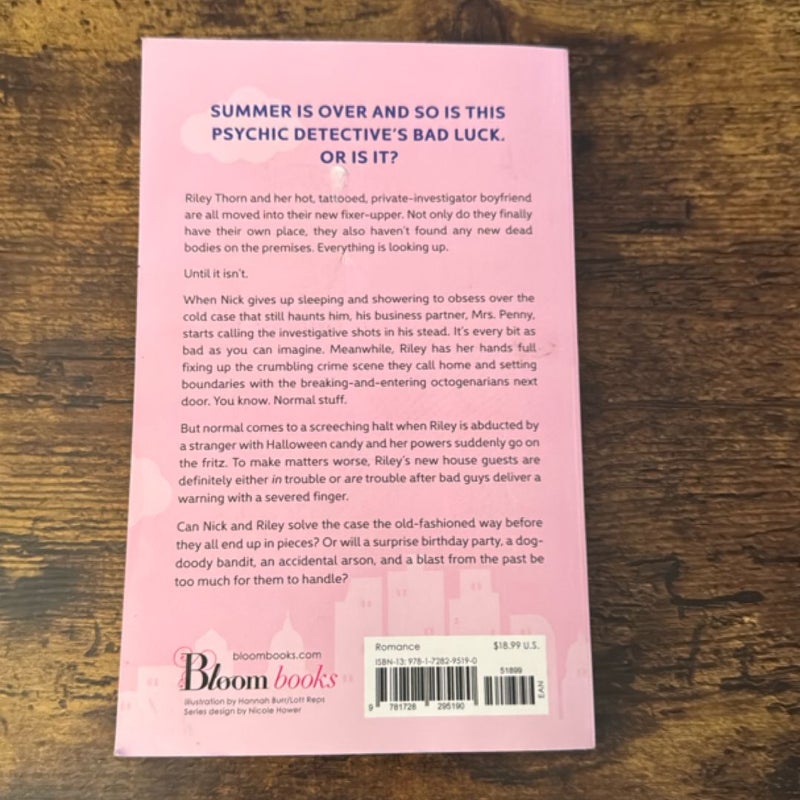 SUMMER IS OVER AND SO IS THIS
PSYCHIC DETECTIVE'S BAD LUCK.
OR IS IT?
Riley Thorn and her hot, tattooed, private-investigator boyfriend
are all moved into their new fixer-upper. Not only do they finally
have their own place, they also haven't found any new dead
bodies on the premises. Everything is looking up.
Until it isn't.
When Nick gives up sleeping and showering to obsess over the
cold case that still haunts him, his business partner, Mrs. Penny,
starts calling the investigative shots in his stead. It's every bit as
bad as you can imagine. Meanwhile, Riley has her hands full
fixing up the crumbling crime scene they call home and setting
boundaries with the breaking-and-entering octogenarians next
door. You know. Normal stuff.
But normal comes to a screeching halt when Riley is abducted by
a stranger with Halloween candy and her powers suddenly go on
the fritz. To make matters worse, Riley's new house guests are
definitely either in trouble or are trouble after bad guys deliver a
warning with a severed finger.
Can Nick and Riley solve the case the old-fashioned way before
they all end up in pieces? Or will a surprise birthday party, a dog-
doody bandit, an accidental arson, and a blast from the past be
too much for them to handle?
bloombooks.com
Bloom books
Illustration by Hannah Burr/Lott Reps
Series design by Nicole Hower
Romance $18.99 U.S.
ISBN-13: 978-1-7282-9519-0
51899
EAN
9 781728 295190